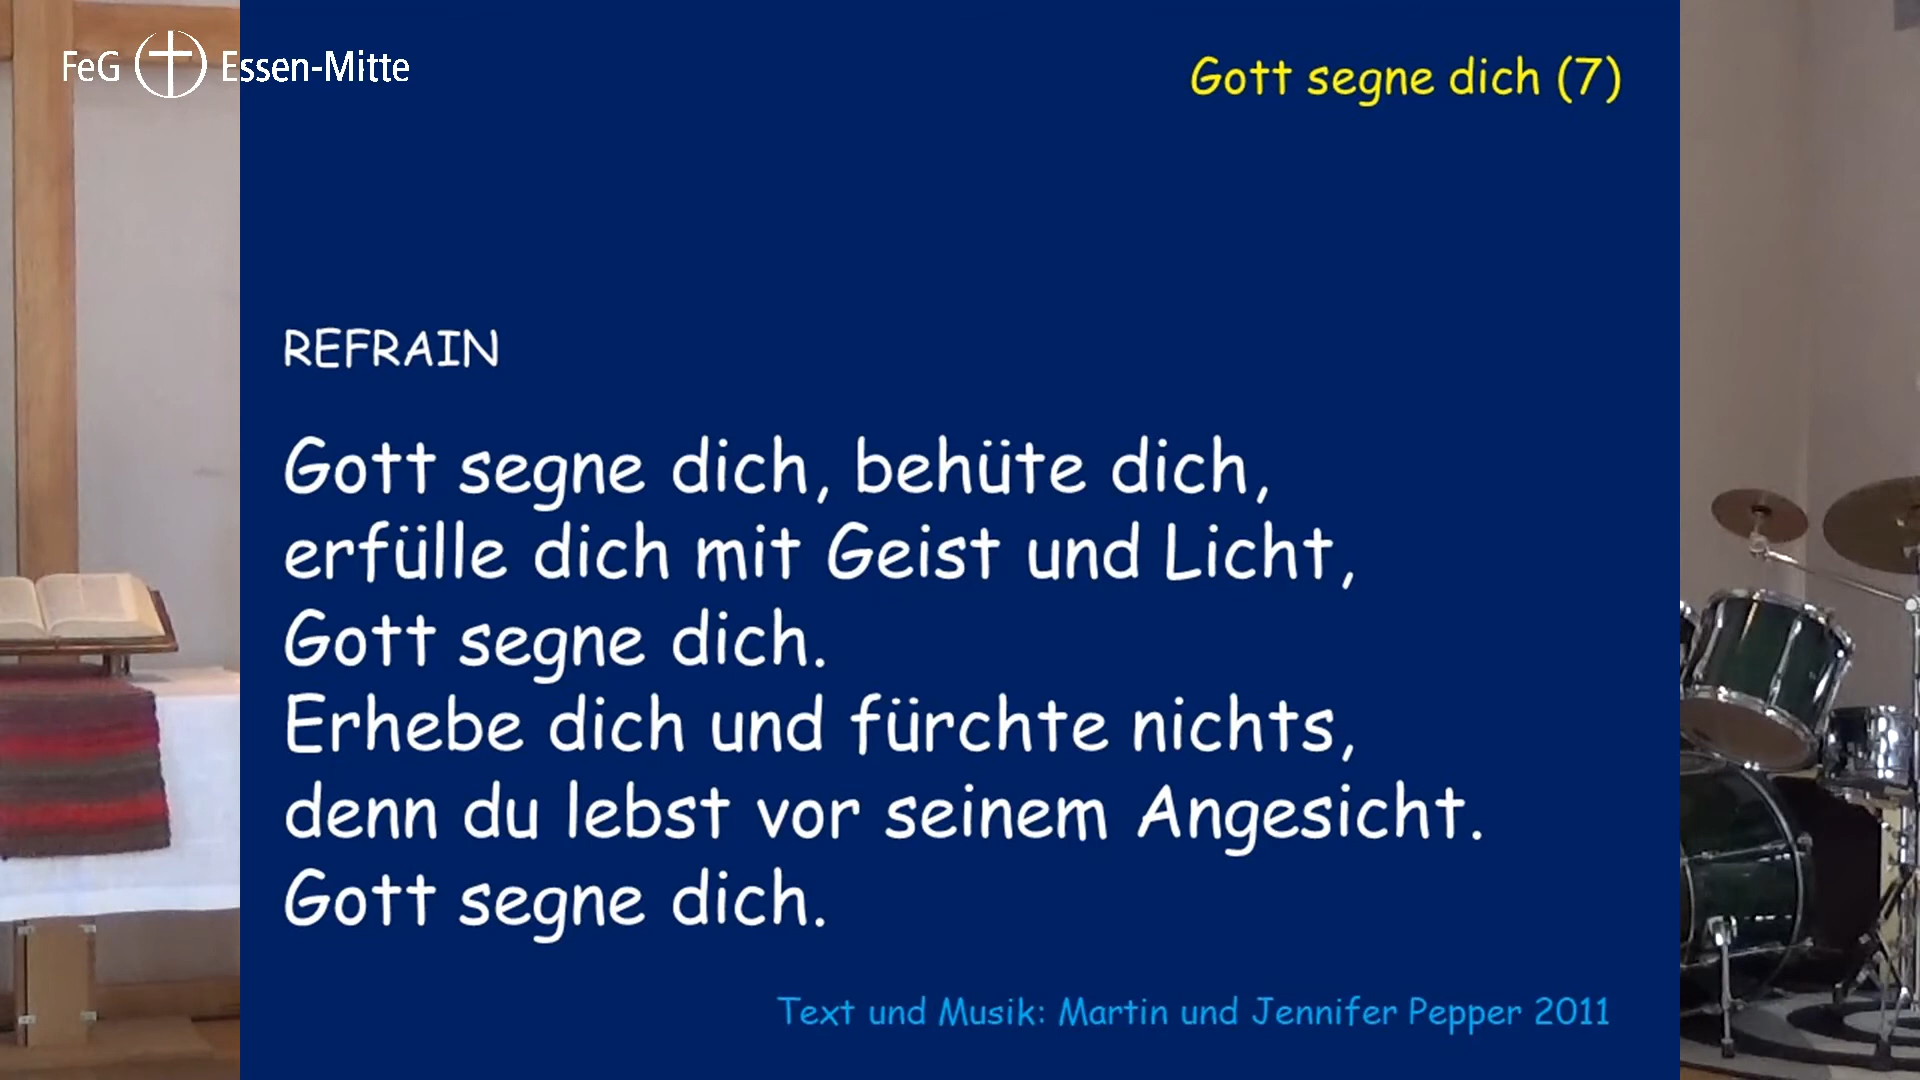 FeG Essen-Mitte
Gott segne dich (7)
REFRAIN
Gott segne dich, behüte dich,
erfülle dich mit Geist und Licht,
Gott segne dich.
Erhebe dich und fürchte nichts,
denn du lebst vor seinem Angesicht.
Gott segne dich.
Text und Musik: Martin und Jennifer Pepper 2011